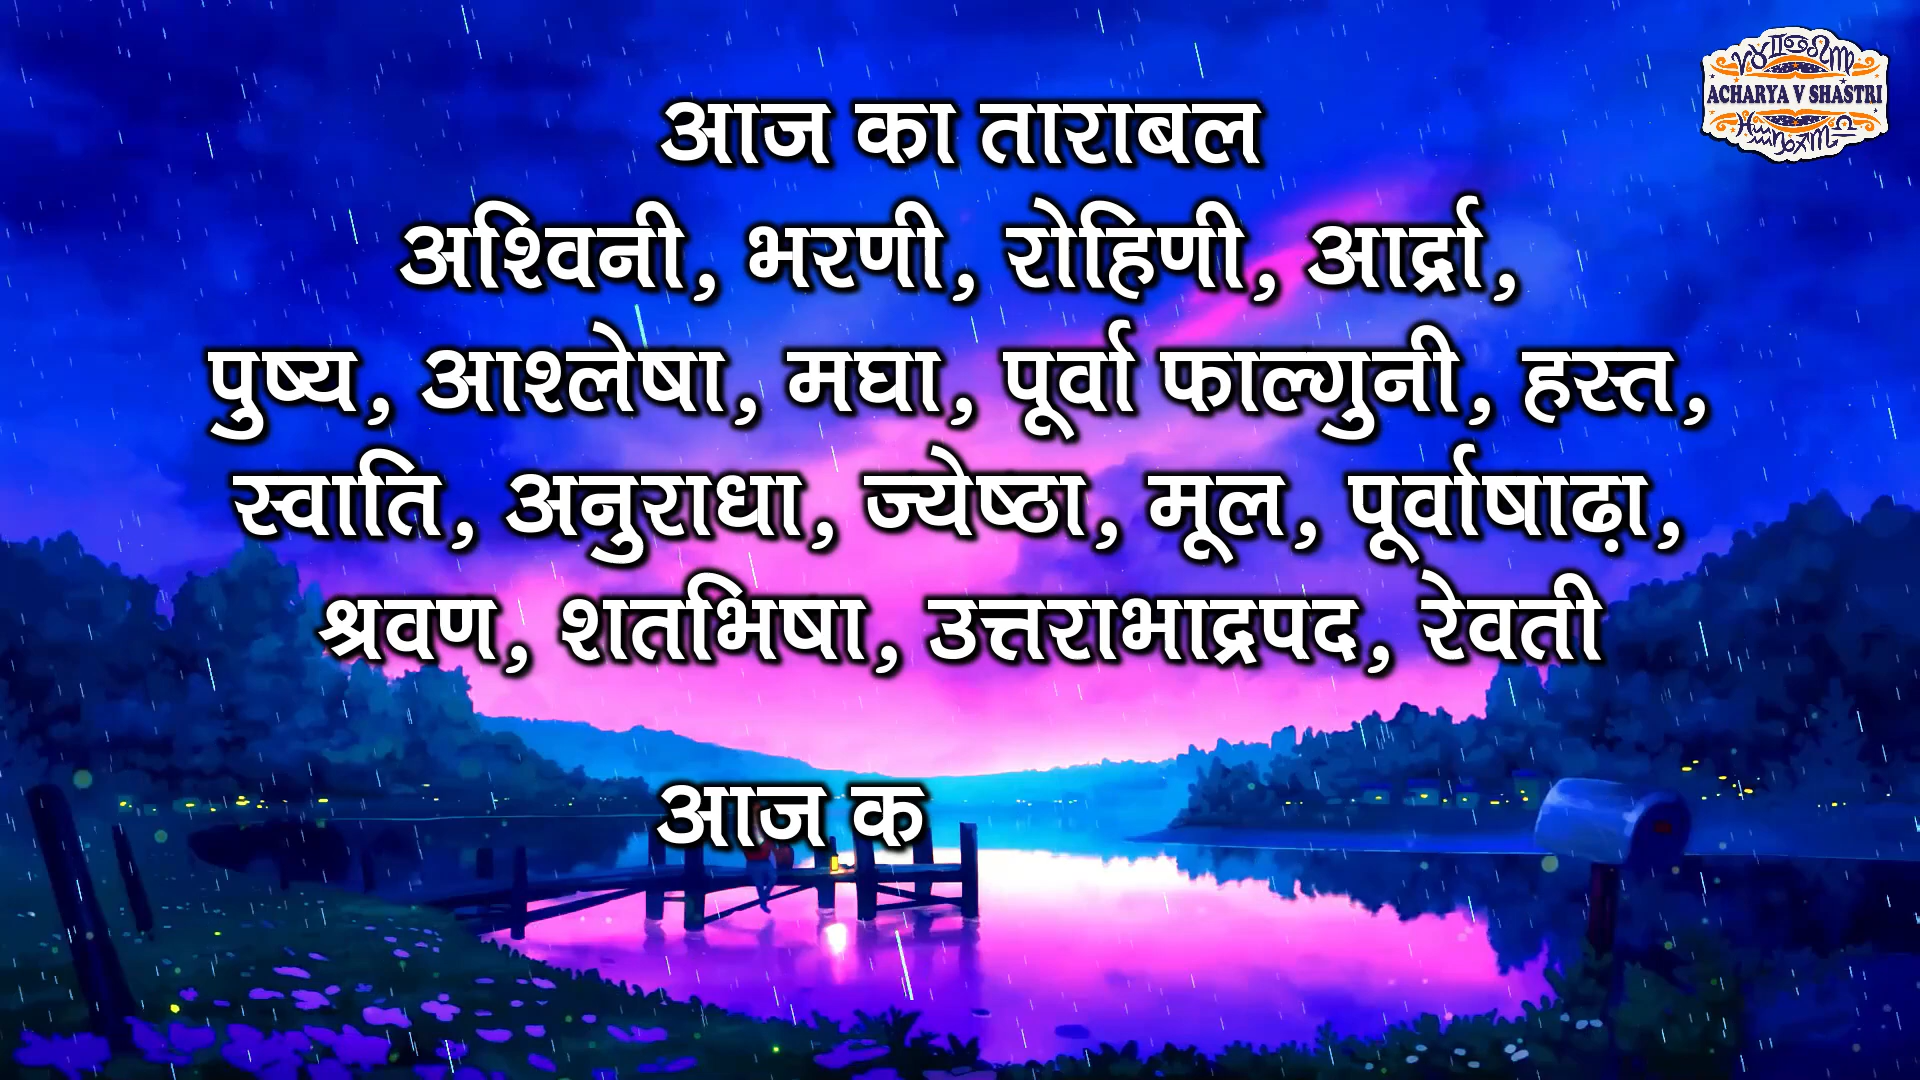 आज का ताराबल
अश्विनी, भरणी, रोहिणी, आर्द्रा,
पुष्य, आश्लेषा, मघा, पूर्वा फाल्गुनी, हस्त,
स्वाति, अनुराधा, ज्येष्ठा, मूल, पूर्वाषाढ़ा,
श्रवण, शतभिषा, उत्तराभाद्रपद, रेवती
आज क
ACHARYA V SHASTRI